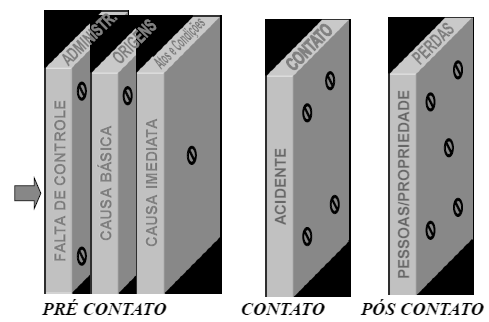 ADMINISTR.
ORIGENS
Atos e Condições
CONTATO
PERDAS
FALTA DE CONTROLE
CAUSA BÁSICA
CAUSA IMEDIATA
ACIDENTE
PESSOAS/PROPRIEDADE
PRÉ CONTATO
CONTATO
PÓS CONTATO